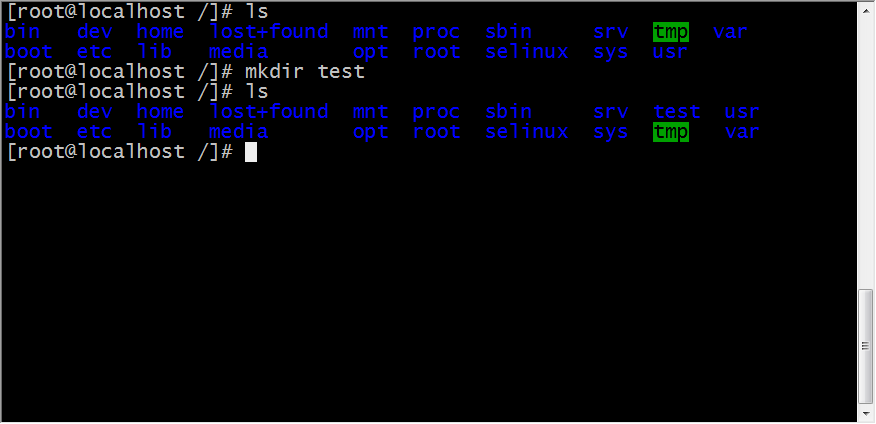 [root@localhost /]# ls
bin   dev  home  lost+found  mnt  proc  sbin     srv  tmp  var
boot  etc  lib   media       opt  root  selinux  sys  usr
[root@localhost /]# mkdir test
[root@localhost /]# ls
bin   dev  home  lost+found  mnt  proc  sbin     srv  test  usr
boot  etc  lib   media       opt  root  selinux  sys  tmp   var
[root@localhost /]#